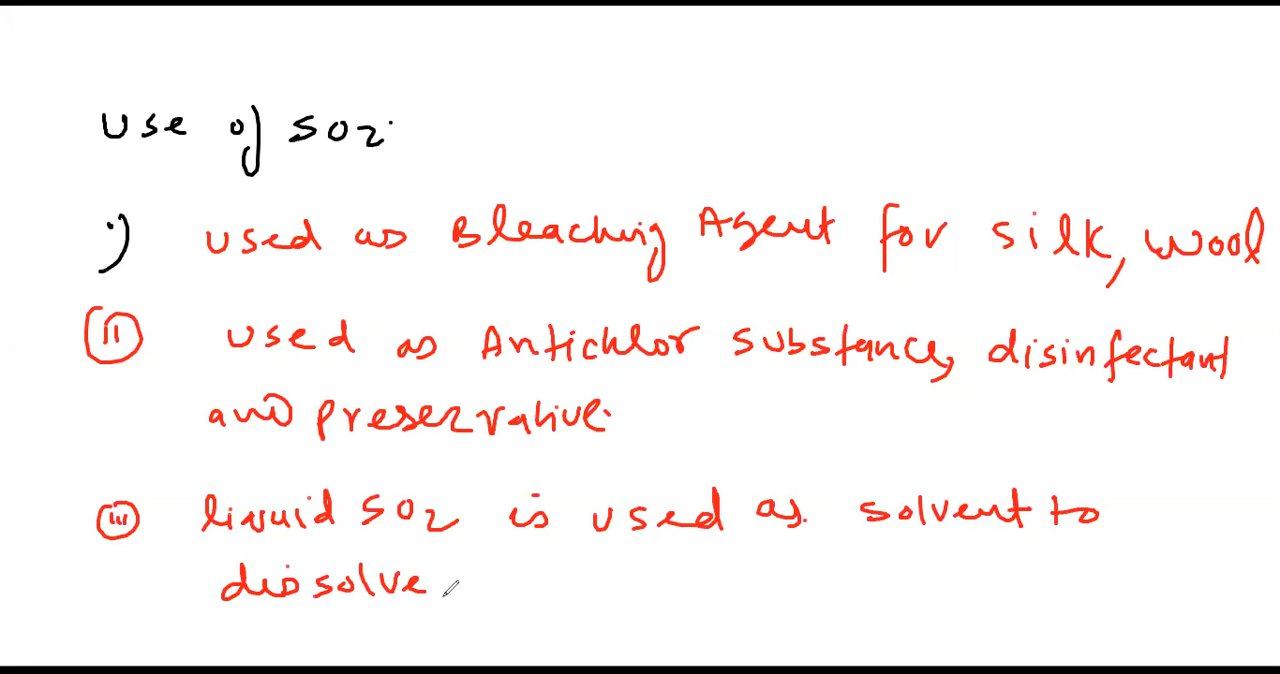 Use of SO2.
i) used as Bleaching Agent for silk, wool
(ii) used as Antichlor substance, disinfectant
and preservative.
(iii) liquid SO2 is used as solvent to
dissolve